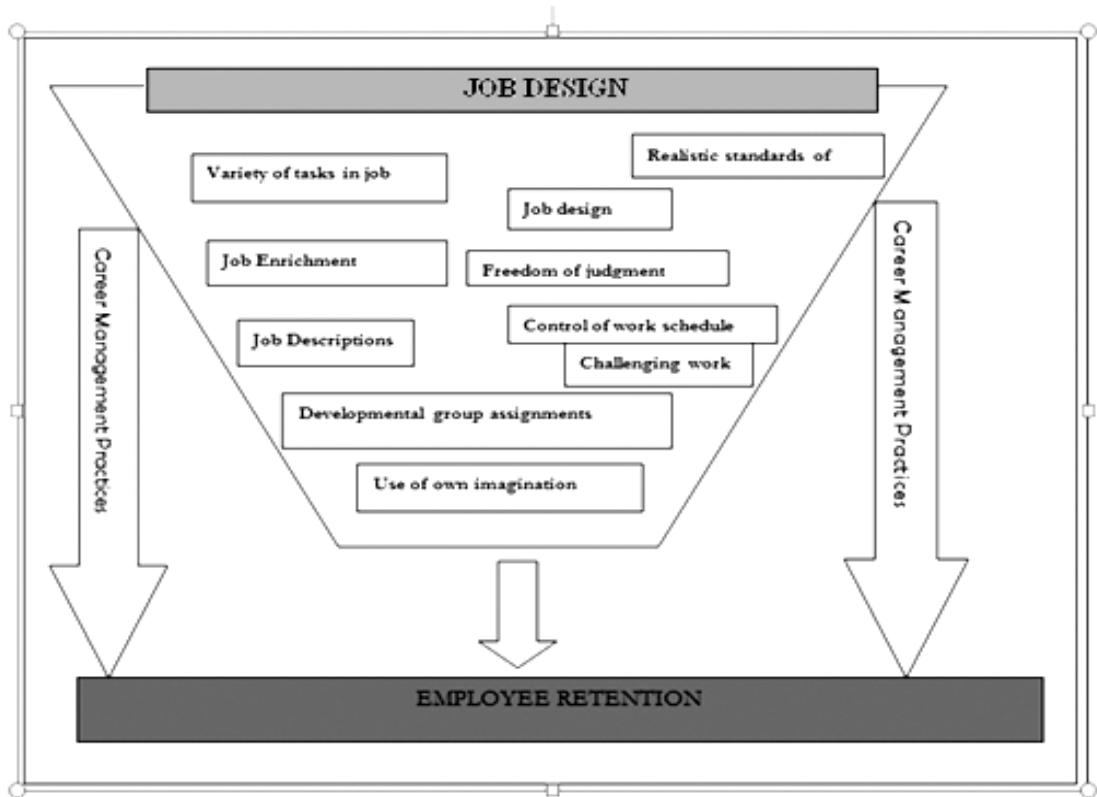 JOB DESIGN
Realistic standards of
Variety of tasks in job
Job design
Job Enrichment
Freedom of judgment
Control of work schedule
Job Descriptions
Challenging work
Developmental group assignments
Use of own imagination
Career Management Practices
Career Management Practices
EMPLOYEE RETENTION